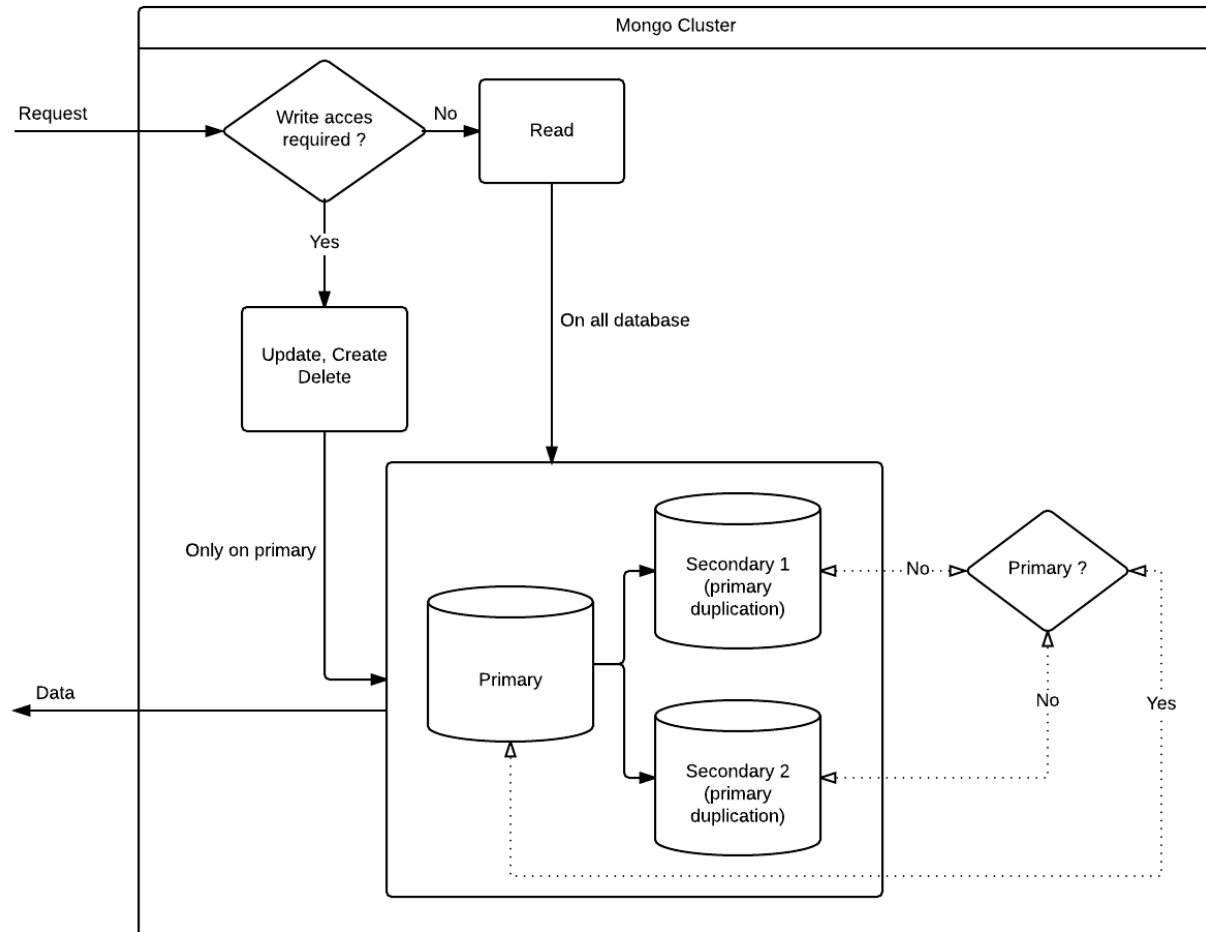 Mongo Cluster
Request
Write acces
required ?
No
Read
Yes
On all database
Update, Create
Delete
Only on primary
Secondary 1
(primary
duplication)
No
Primary ?
Primary
Data
No
Yes
Secondary 2
(primary
duplication)